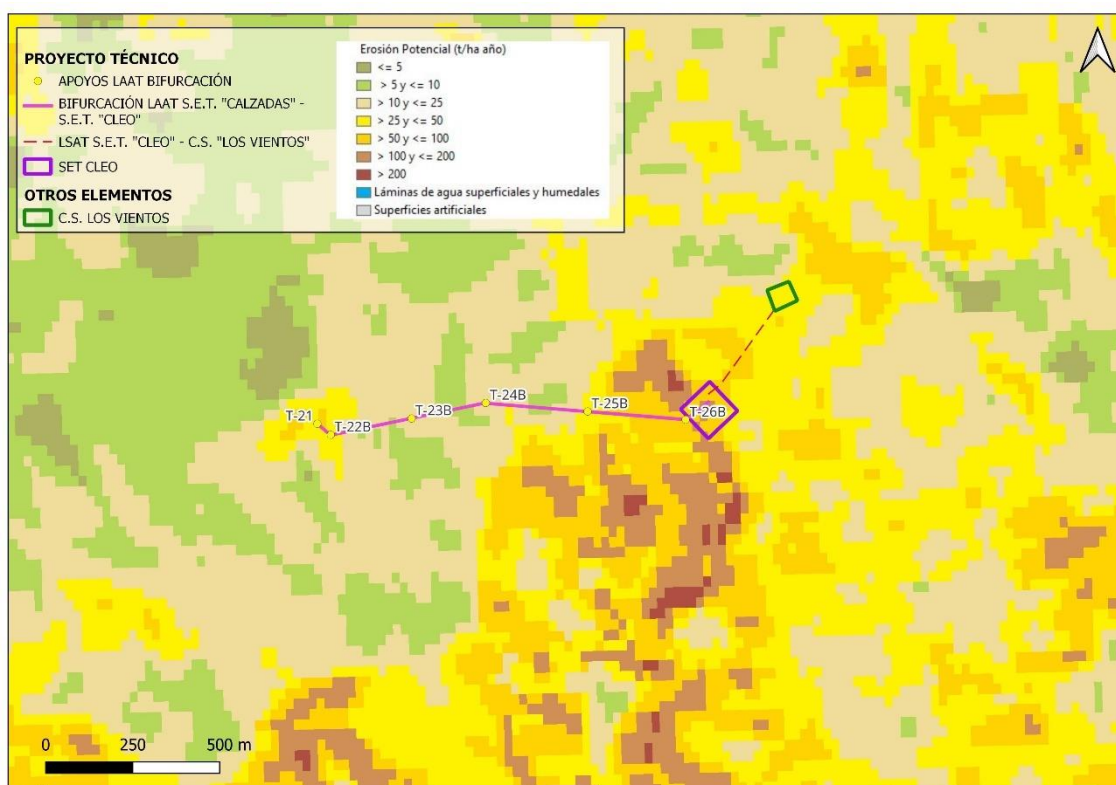 PROYECTO TÉCNICO
APOYOS LAAT BIFURCACIÓN
BIFURCACIÓN LAAT S.E.T. "CALZADAS" -
S.E.T. "CLEO"
LSAT S.E.T. "CLEO" - C.S. "LOS VIENTOS"
SET CLEO
OTROS ELEMENTOS
C.S. LOS VIENTOS
Erosión Potencial (t/ha año)
<= 5
> 5 y <= 10
> 10 y <= 25
> 25 y <= 50
> 50 y <= 100
> 100 y <= 200
> 200
Láminas de agua superficiales y humedales
Superficies artificiales
T-21
T-22B
T-23B
T-24B
T-25B
T-26B
0 250 500 m